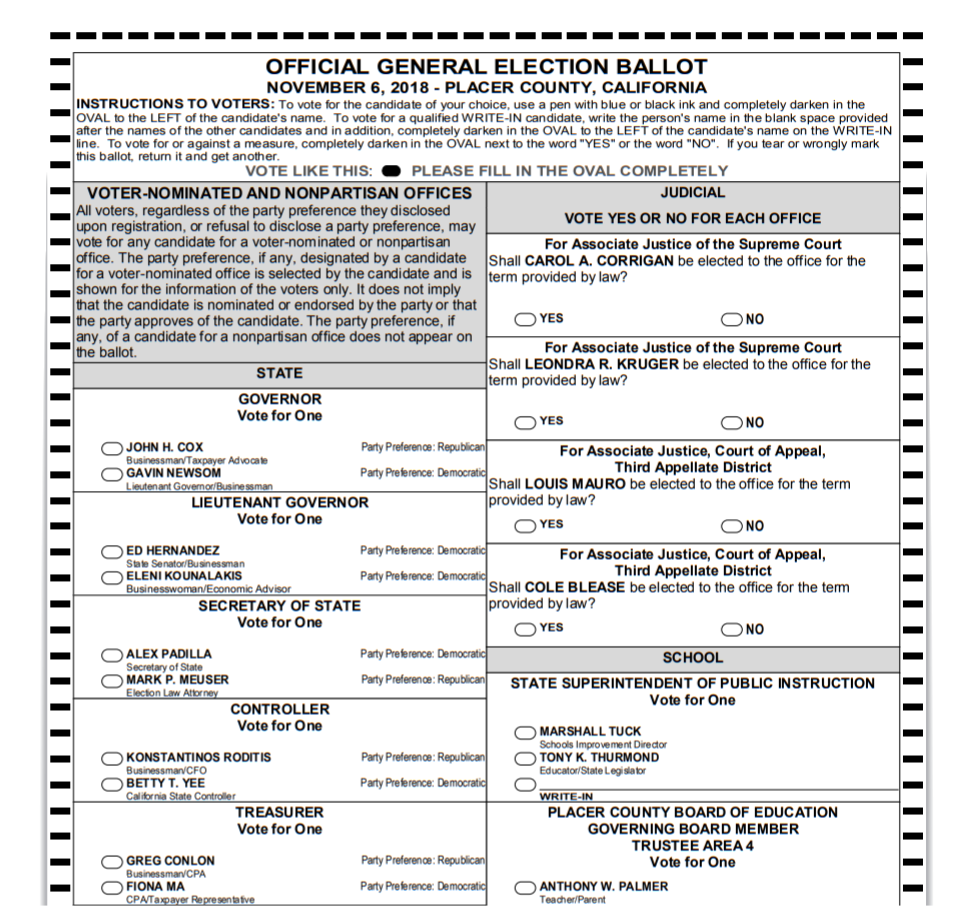 OFFICIAL GENERAL ELECTION BALLOT
NOVEMBER 6, 2018 - PLACER COUNTY, CALIFORNIA
INSTRUCTIONS TO VOTERS: To vote for the candidate of your choice, use a pen with blue or black ink and completely darken in the
OVAL to the LEFT of the candidate's name. To vote for a qualified WRITE-IN candidate, write the person's name in the blank space provided
after the names of the other candidates and in addition, completely darken in the OVAL to the LEFT of the candidate's name on the WRITE-IN
line. To vote for or against a measure, completely darken in the OVAL next to the word "YES" or the word "NO". If you tear or wrongly mark
this ballot, return it and get another.
VOTE LIKE THIS: PLEASE FILL IN THE OVAL COMPLETELY
VOTER-NOMINATED AND NONPARTISAN OFFICES
All voters, regardless of the party preference they disclosed
upon registration, or refusal to disclose a party preference, may
vote for any candidate for a voter-nominated or nonpartisan
office. The party preference, if any, designated by a candidate
for a voter-nominated office is selected by the candidate and is
shown for the information of the voters only. It does not imply
that the candidate is nominated or endorsed by the party or that
the party approves of the candidate. The party preference, if
any, of a candidate for a nonpartisan office does not appear on
the ballot.
STATE
GOVERNOR
Vote for One
JOHN H. COX Party Preference: Republican
Businessman/Taxpayer Advocate
GAVIN NEWSOM Party Preference: Democratic
Lieutenant Governor/Businessman
LIEUTENANT GOVERNOR
Vote for One
ED HERNANDEZ Party Preference: Democratic
State Senator/Businessman
ELENI KOUNALAKIS Party Preference: Democratic
Businesswoman/Economic Advisor
SECRETARY OF STATE
Vote for One
ALEX PADILLA Party Preference: Democratic
Secretary of State
MARK P. MEUSER Party Preference: Republican
Election Law Attorney
CONTROLLER
Vote for One
KONSTANTINOS RODITIS Party Preference: Republican
Businessman/CFO
BETTY T. YEE Party Preference: Democratic
California State Controller
TREASURER
Vote for One
GREG CONLON Party Preference: Republican
Businessman/CPA
FIONA MA Party Preference: Democratic
CPA/Taxpayer Representative
JUDICIAL
VOTE YES OR NO FOR EACH OFFICE
For Associate Justice of the Supreme Court
Shall CAROL A. CORRIGAN be elected to the office for the
term provided by law?
YES NO
For Associate Justice of the Supreme Court
Shall LEONDRA R. KRUGER be elected to the office for the
term provided by law?
YES NO
For Associate Justice, Court of Appeal,
Third Appellate District
Shall LOUIS MAURO be elected to the office for the term
provided by law?
YES NO
For Associate Justice, Court of Appeal,
Third Appellate District
Shall COLE BLEASE be elected to the office for the term
provided by law?
YES NO
SCHOOL
STATE SUPERINTENDENT OF PUBLIC INSTRUCTION
Vote for One
MARSHALL TUCK
Schools Improvement Director
TONY K. THURMOND
Educator/State Legislator
WRITE-IN
PLACER COUNTY BOARD OF EDUCATION
GOVERNING BOARD MEMBER
TRUSTEE AREA 4
Vote for One
ANTHONY W. PALMER
Teacher/Parent